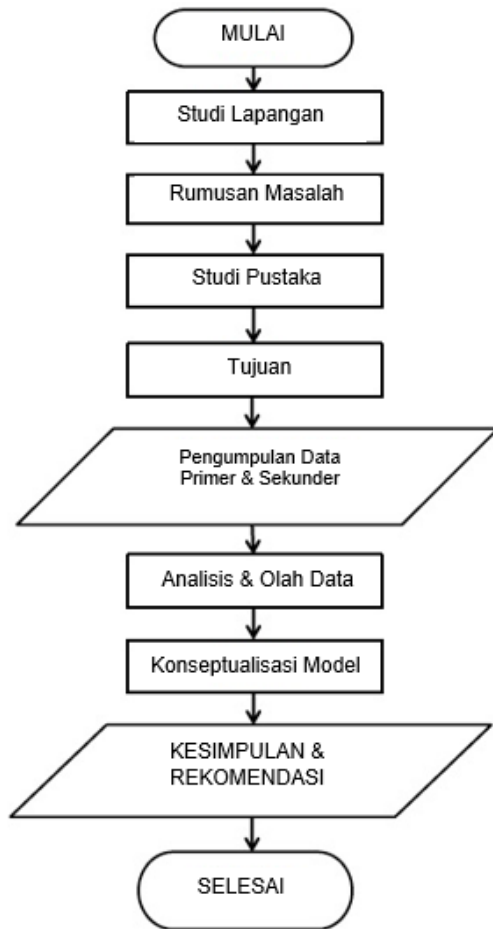 MULAI
Studi Lapangan
Rumusan Masalah
Studi Pustaka
Tujuan
Pengumpulan Data
Primer & Sekunder
Analisis & Olah Data
Konseptualisasi Model
KESIMPULAN &
REKOMENDASI
SELESAI